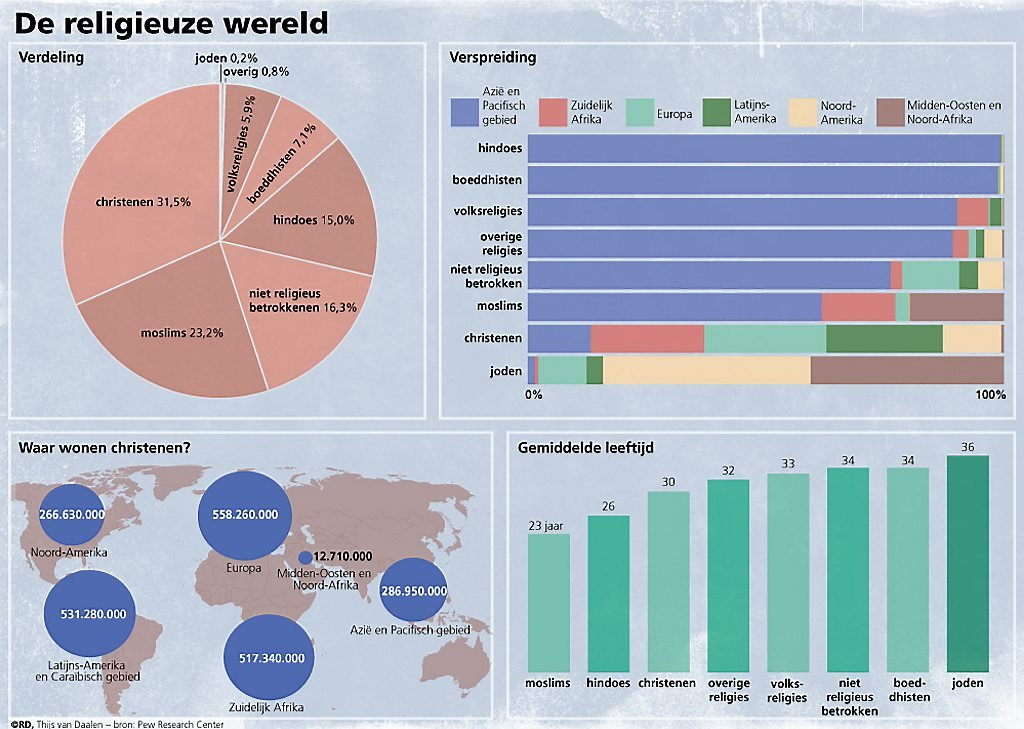 De religieuze wereld
Verdeling
joden 0,2%
overig 0,8%
volksreligies 5,9%
boeddhisten 7,1%
hindoes 15,0%
niet religieus
betrokkenen 16,3%
moslims 23,2%
christenen 31,5%
Verspreiding
Azië en
Pacifisch
gebied
Zuidelijk
Afrika
Europa
Latijns-
Amerika
Noord-
Amerika
Midden-Oosten en
Noord-Afrika
hindoes
boeddhisten
volksreligies
overige
religies
niet religieus
betrokken
moslims
christenen
joden
0%
100%
Waar wonen christenen?
266.630.000
Noord-Amerika
558.260.000
Europa
12.710.000
Midden-Oosten en
Noord-Afrika
286.950.000
Azië en Pacifisch gebied
531.280.000
Latijns-Amerika
en Caraïbisch gebied
517.340.000
Zuidelijk Afrika
Gemiddelde leeftijd
23 jaar
26
30
32
33
34
34
36
moslims
hindoes
christenen
overige
religies
volks-
religies
niet
religieus
betrokken
boed-
dhisten
joden
©RD, Thijs van Daalen – bron: Pew Research Center